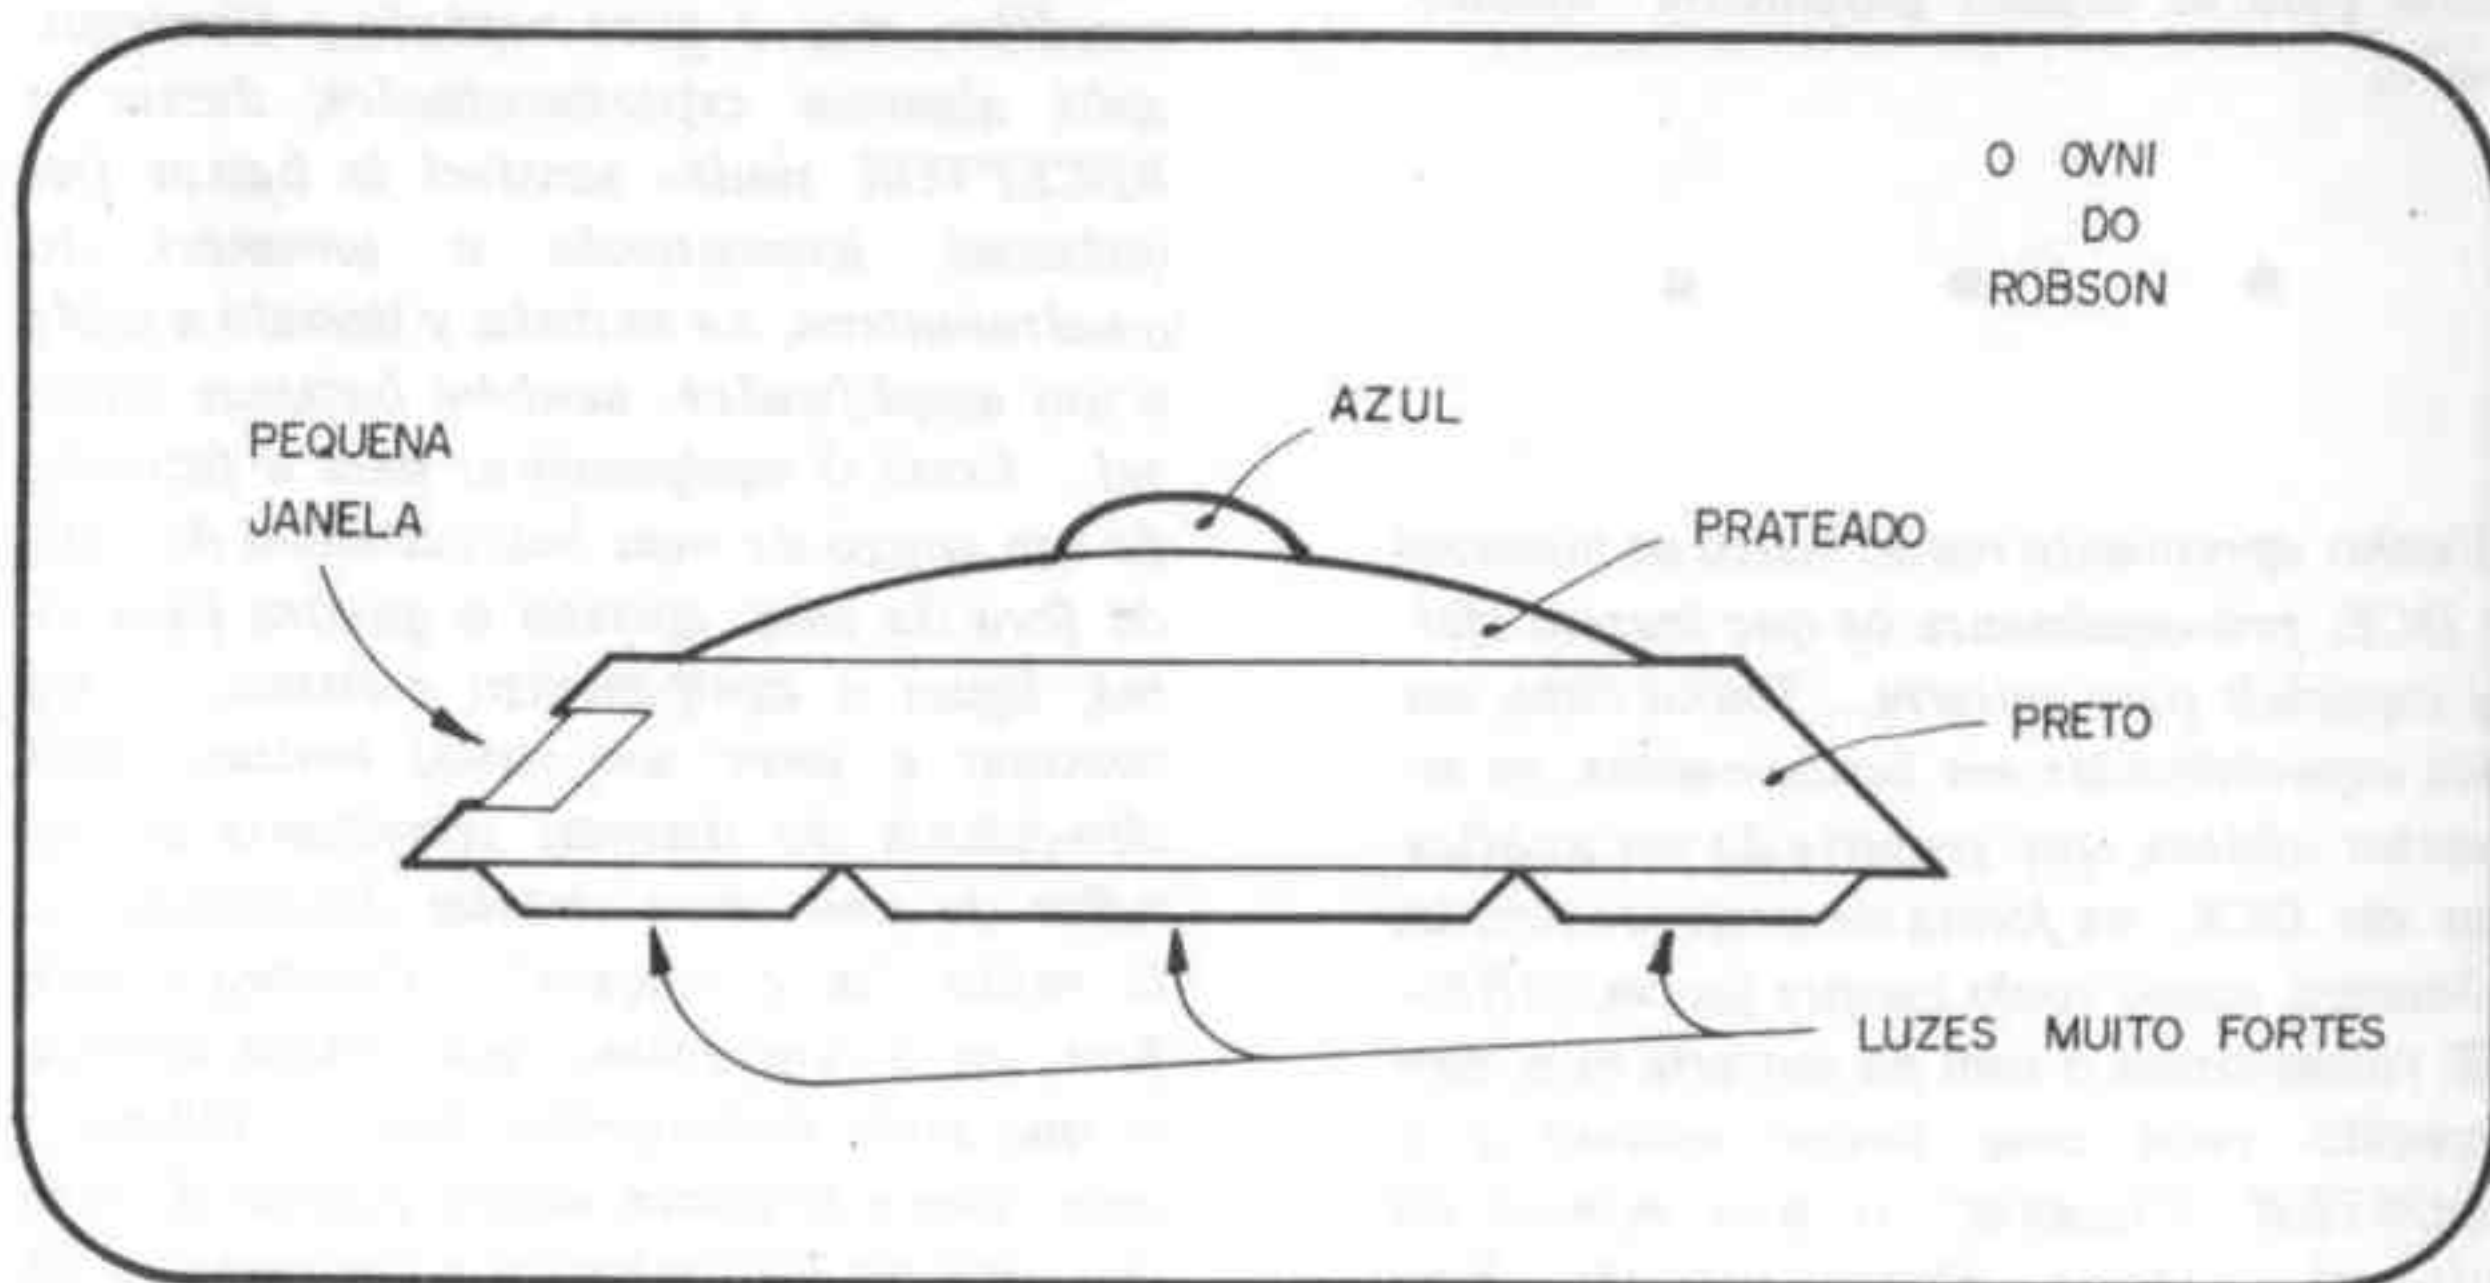 O OVNI
DO
ROBSON
AZUL
PEQUENA
JANELA
PRATEADO
PRETO
LUZES MUITO FORTES